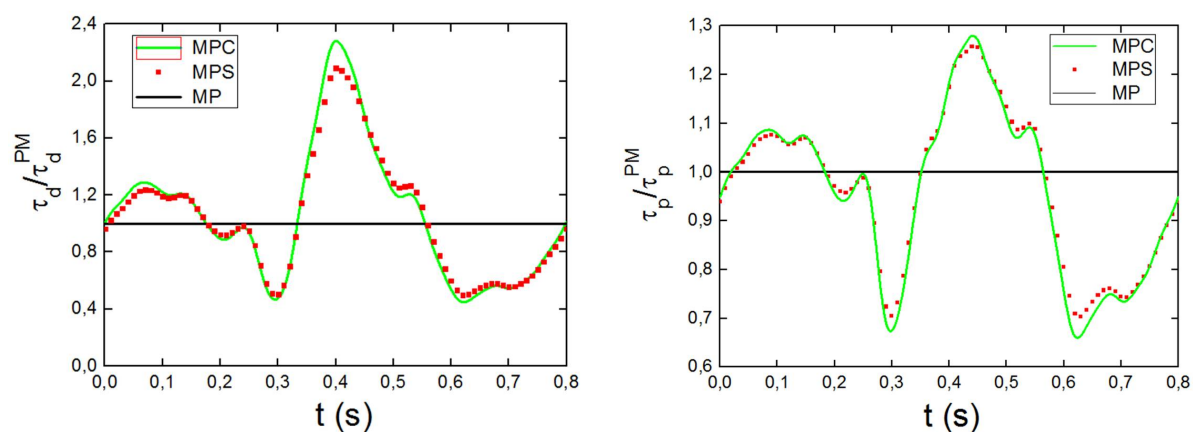 2,4
2,0
1,6
1,2
0,8
0,4
0,0
τd/τdPM
MPC
MPS
MP
0,0 0,1 0,2 0,3 0,4 0,5 0,6 0,7 0,8
t (s)
1,3
1,2
1,1
1,0
0,9
0,8
0,7
0,6
τp/τpPM
MPC
MPS
MP
0,0 0,1 0,2 0,3 0,4 0,5 0,6 0,7 0,8
t (s)